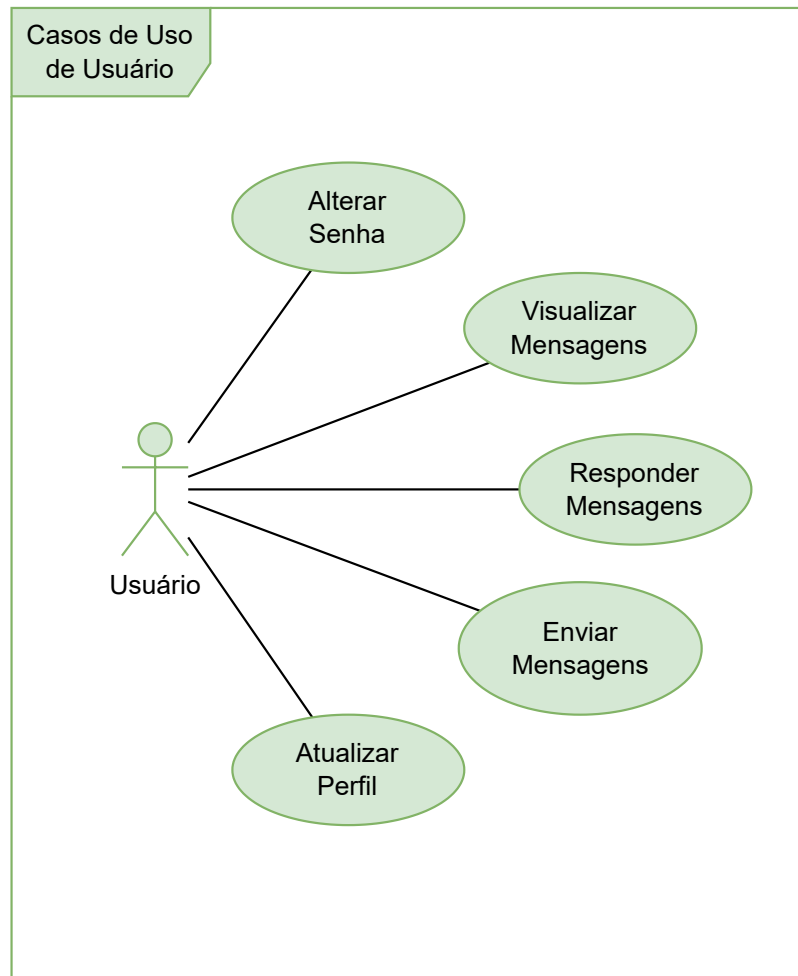 Casos de Uso
de Usuário
Alterar
Senha
Visualizar
Mensagens
Responder
Mensagens
Usuário
Enviar
Mensagens
Atualizar
Perfil